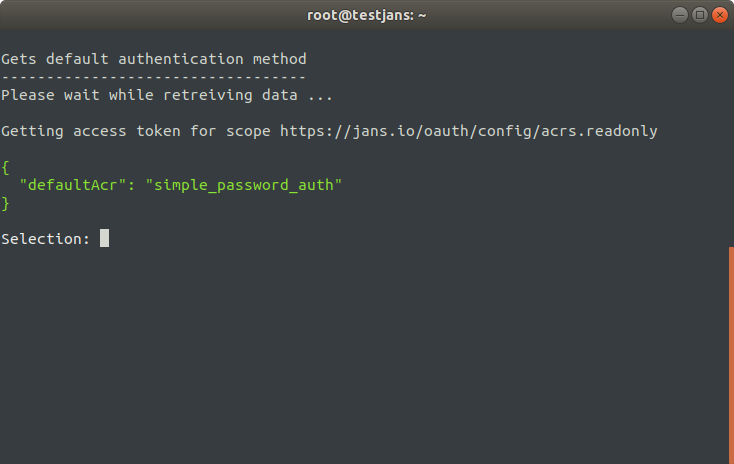 root@testjans: ~
Gets default authentication method
----------------------------------
Please wait while retreiving data ...
Getting access token for scope https://jans.io/oauth/config/acrs.readonly
{
  "defaultAcr": "simple_password_auth"
}
Selection: